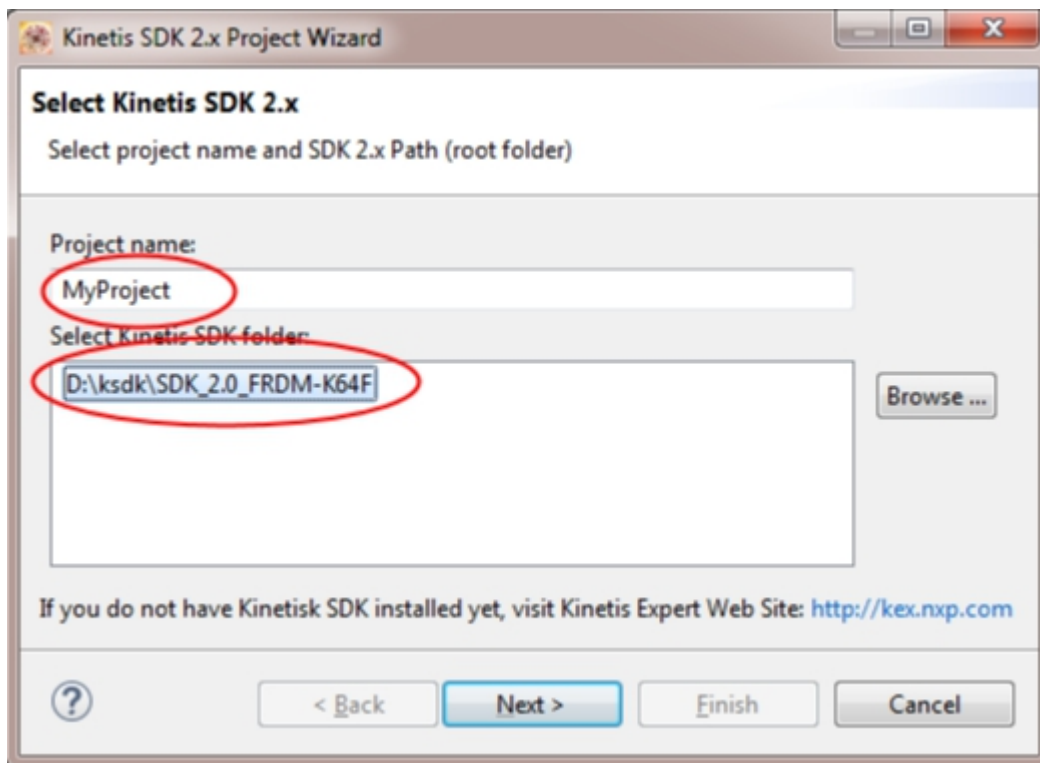 Kinetis SDK 2.x Project Wizard
Select Kinetis SDK 2.x
Select project name and SDK 2.x Path (root folder)
Project name:
MyProject
Select Kinetis SDK folder:
D:\ksdk\SDK_2.0_FRDM-K64F
Browse ...
If you do not have Kinetisk SDK installed yet, visit Kinetis Expert Web Site: http://kex.nxp.com
? < Back Next > Finish Cancel